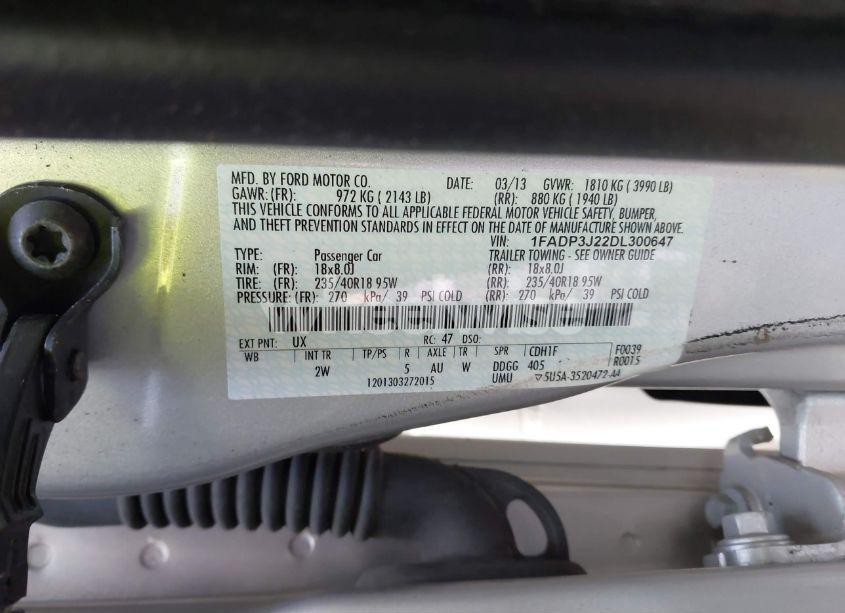 MFD. BY FORD MOTOR CO. DATE: 03/13 GVWR: 1810 KG ( 3990 LB)
GAWR: (FR): 972 KG ( 2143 LB) (RR): 880 KG ( 1940 LB)
THIS VEHICLE CONFORMS TO ALL APPLICABLE FEDERAL MOTOR VEHICLE SAFETY, BUMPER,
AND THEFT PREVENTION STANDARDS IN EFFECT ON THE DATE OF MANUFACTURE SHOWN ABOVE.
VIN: 1FADP3J22DL300647
TYPE: Passenger Car TRAILER TOWING - SEE OWNER GUIDE
RIM: (FR): 18x8.0J (RR): 18x8.0J
TIRE: (FR): 235/40R18 95W (RR): 235/40R18 95W
PRESSURE: (FR): 270 kPa/ 39 PSI COLD (RR): 270 kPa/ 39 PSI COLD
EXT PNT: UX RC: 47 DSO: F0039
WB INT TR TP/PS R AXLE TR SPR CDH1F R0015
2W 5 AU W DDGG 405
1201303272015 UMU ▽5U5A-3520472-AA